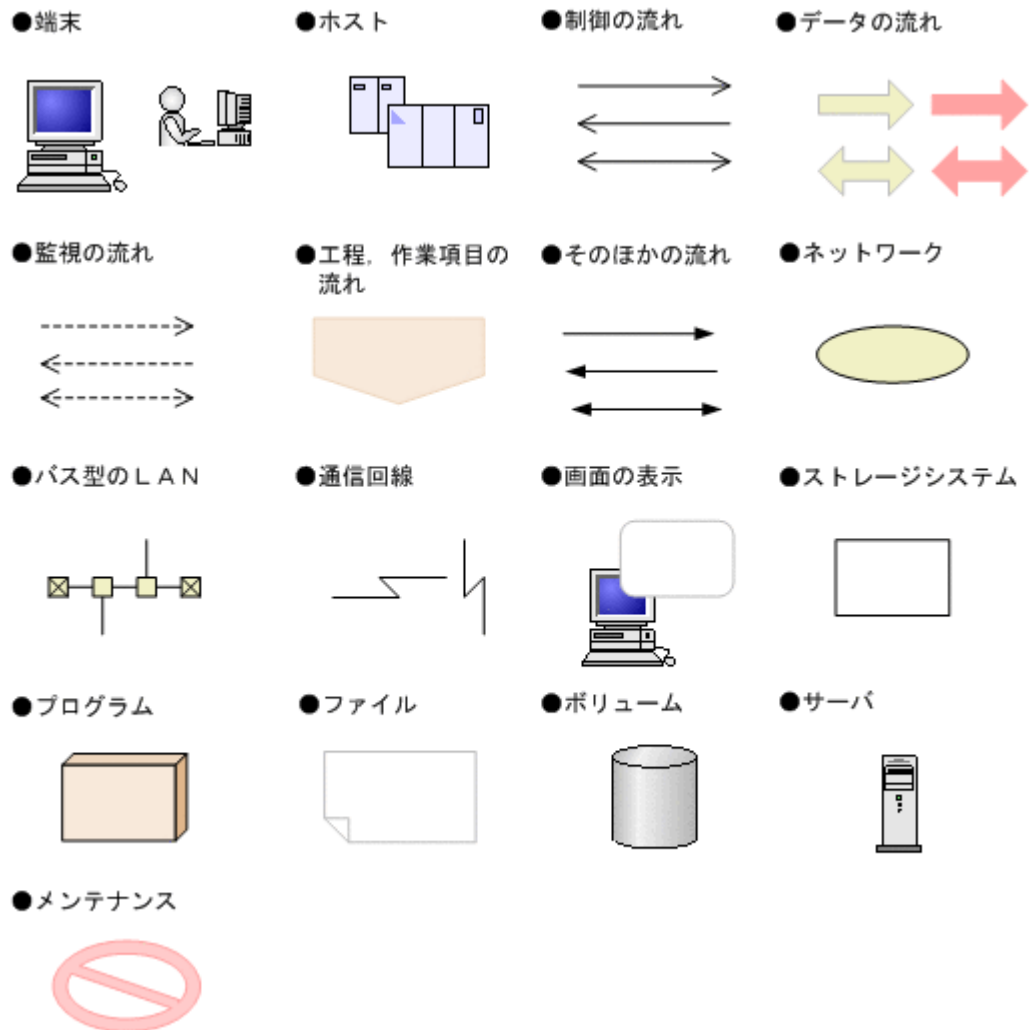 ●端末
●ホスト
●制御の流れ
●データの流れ
●監視の流れ
●工程，作業項目の
流れ
●そのほかの流れ
●ネットワーク
●バス型のＬＡＮ
●通信回線
●画面の表示
●ストレージシステム
●プログラム
●ファイル
●ボリューム
●サーバ
●メンテナンス